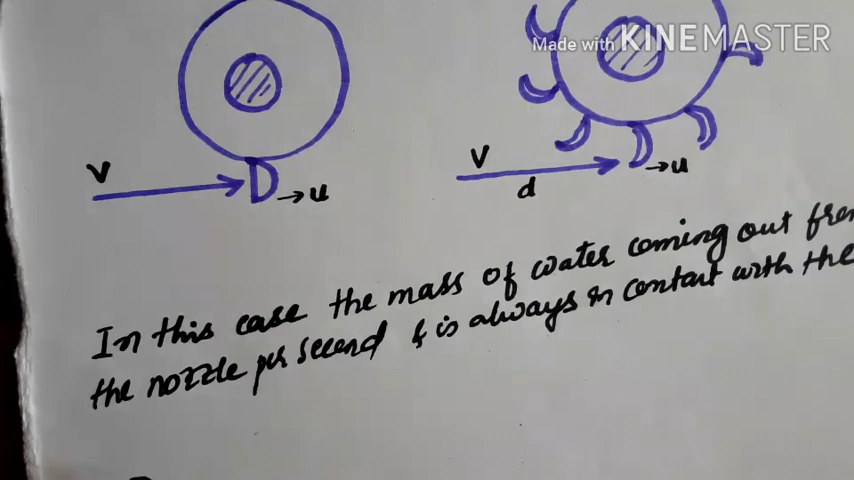 Made with KINEMASTER
V
→u
V
d
→u
In this case the mass of water coming out
the nozzle per second & is always in contact with the